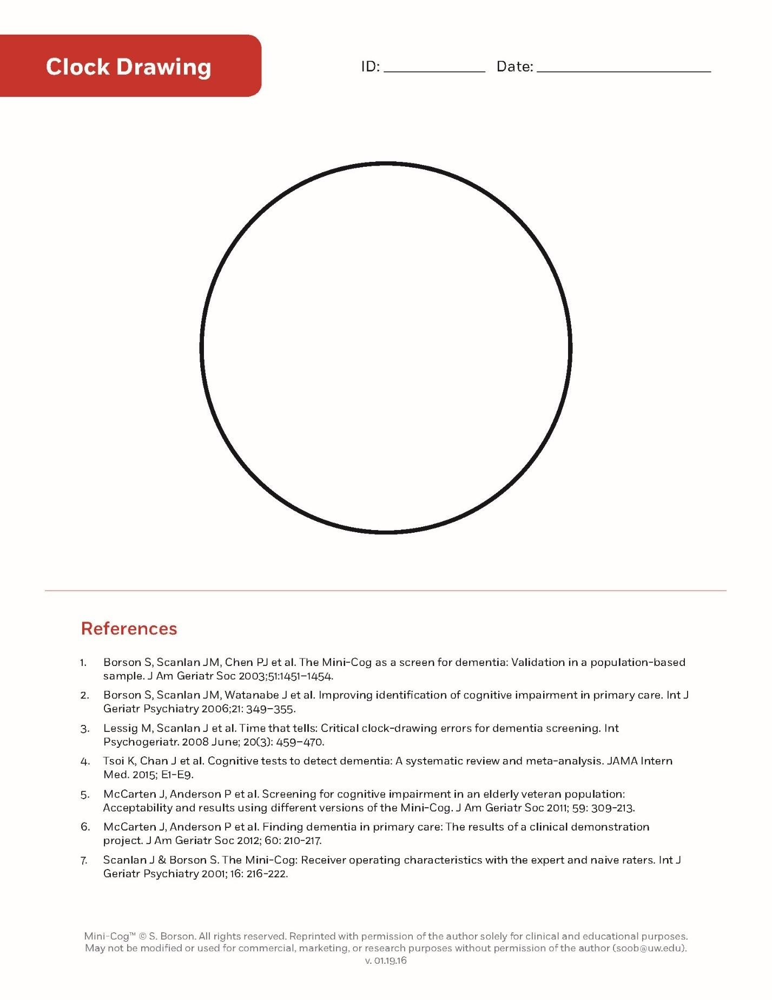 Clock Drawing
ID: ______________ Date: ________________________
References
1. Borson S, Scanlan JM, Chen PJ et al. The Mini-Cog as a screen for dementia: Validation in a population-based
sample. J Am Geriatr Soc 2003;51:1451–1454.
2. Borson S, Scanlan JM, Watanabe J et al. Improving identification of cognitive impairment in primary care. Int J
Geriatr Psychiatry 2006;21: 349–355.
3. Lessig M, Scanlan J et al. Time that tells: Critical clock-drawing errors for dementia screening. Int
Psychogeriatr. 2008 June; 20(3): 459–470.
4. Tsoi K, Chan J et al. Cognitive tests to detect dementia: A systematic review and meta-analysis. JAMA Intern
Med. 2015; E1-E9.
5. McCarten J, Anderson P et al. Screening for cognitive impairment in an elderly veteran population:
Acceptability and results using different versions of the Mini-Cog. J Am Geriatr Soc 2011; 59: 309-213.
6. McCarten J, Anderson P et al. Finding dementia in primary care: The results of a clinical demonstration
project. J Am Geriatr Soc 2012; 60: 210-217.
7. Scanlan J & Borson S. The Mini-Cog: Receiver operating characteristics with the expert and naive raters. Int J
Geriatr Psychiatry 2001; 16: 216-222.
Mini-Cog™ © S. Borson. All rights reserved. Reprinted with permission of the author solely for clinical and educational purposes.
May not be modified or used for commercial, marketing, or research purposes without permission of the author (soob@uw.edu).
v. 01.19.16